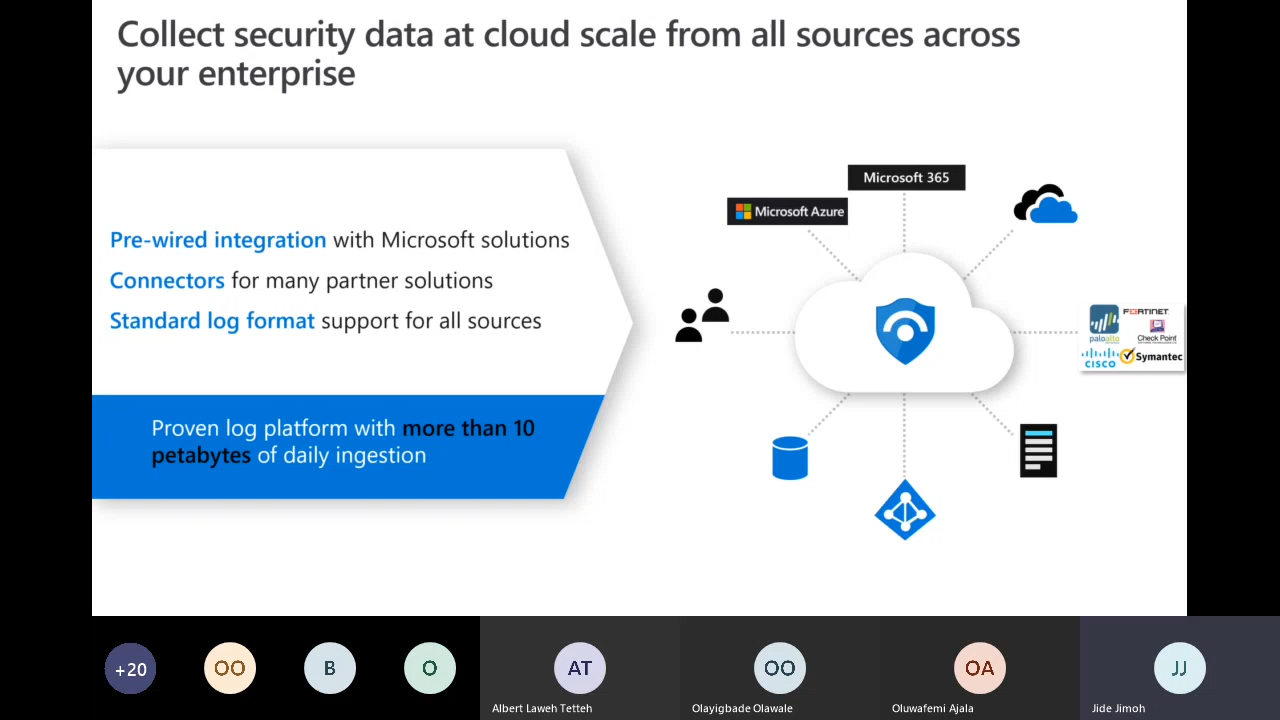 Collect security data at cloud scale from all sources across
your enterprise
Microsoft 365
Microsoft Azure
Pre-wired integration with Microsoft solutions
Connectors for many partner solutions
Standard log format support for all sources
FORTINET
paloalto
Check Point
CISCO
Symantec
Proven log platform with more than 10
petabytes of daily ingestion
+20
OO
B
O
AT
OO
OA
JJ
Albert Laweh Tetteh
Olayigbade Olawale
Oluwafemi Ajala
Jide Jimoh